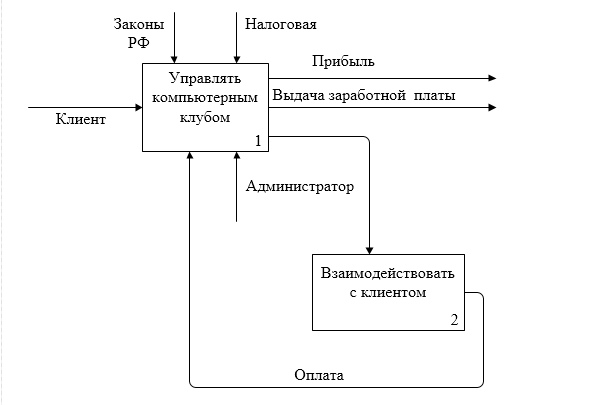 Законы
РФ
Налоговая
Прибыль
Управлять
компьютерным
клубом
1
Выдача заработной платы
Клиент
Администратор
Взаимодействовать
с клиентом
2
Оплата